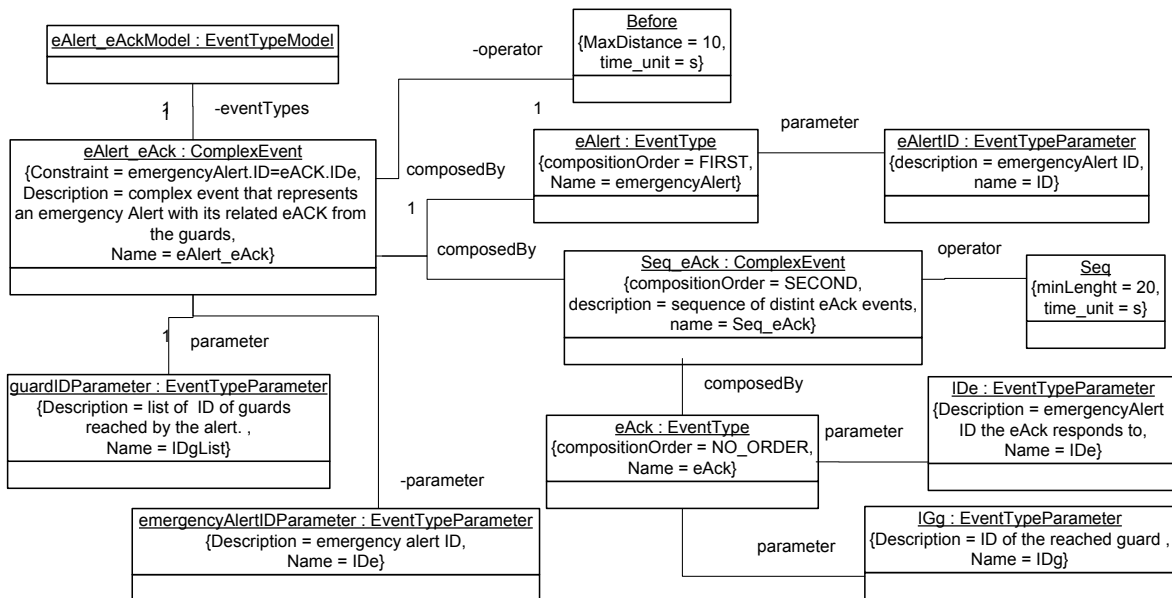 eAlert_eAckModel : EventTypeModel
-operator
Before
{MaxDistance = 10,
time_unit = s}
1
1
-eventTypes
1
eAlert_eAck : ComplexEvent
{Constraint = emergencyAlert.ID=eACK.IDe,
Description = complex event that represents
an emergency Alert with its related eACK from
the guards,
Name = eAlert_eAck}
composedBy
1
composedBy
eAlert : EventType
{compositionOrder = FIRST,
Name = emergencyAlert}
parameter
eAlertID : EventTypeParameter
{description = emergencyAlert ID,
name = ID}
Seq_eAck : ComplexEvent
{compositionOrder = SECOND,
description = sequence of distint eAck events,
name = Seq_eAck}
operator
Seq
{minLenght = 20,
time_unit = s}
1
parameter
guardIDParameter : EventTypeParameter
{Description = list of ID of guards
reached by the alert. ,
Name = IDgList}
composedBy
eAck : EventType
{compositionOrder = NO_ORDER,
Name = eAck}
parameter
IDe : EventTypeParameter
{Description = emergencyAlert
ID the eAck responds to,
Name = IDe}
-parameter
emergencyAlertIDParameter : EventTypeParameter
{Description = emergency alert ID,
Name = IDe}
parameter
IGg : EventTypeParameter
{Description = ID of the reached guard ,
Name = IDg}